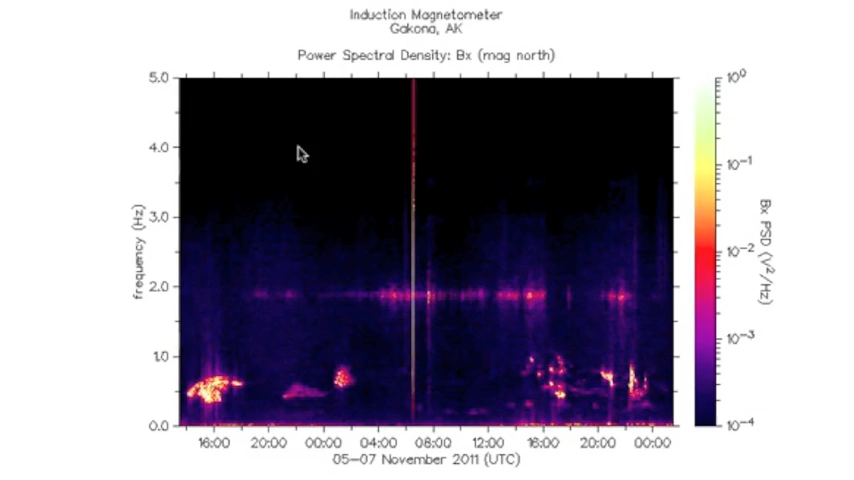 Induction Magnetometer
Gakona, AK
Power Spectral Density: Bx (mag north)
5.0
4.0
3.0
2.0
1.0
0.0
frequency (Hz)
16:00 20:00 00:00 04:00 08:00 12:00 16:00 20:00 00:00
05–07 November 2011 (UTC)
10⁰
10⁻¹
10⁻²
10⁻³
10⁻⁴
Bx PSD (V²/Hz)